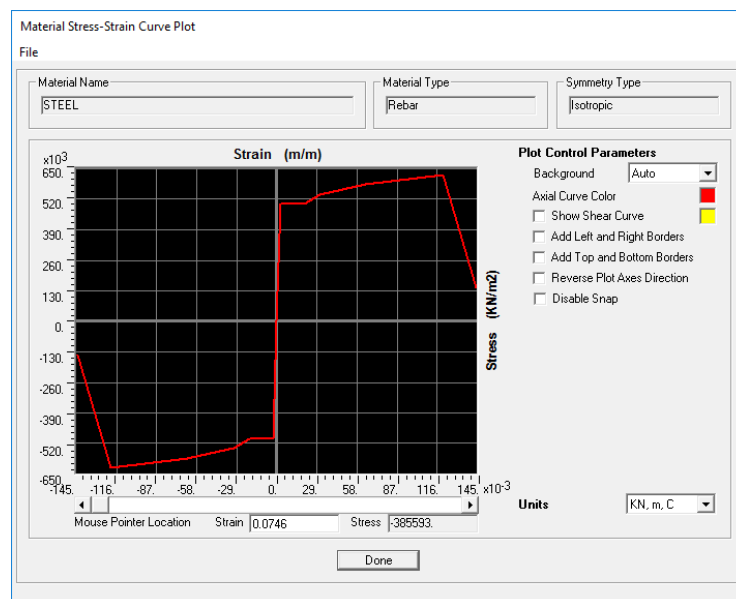 Material Stress-Strain Curve Plot
File
Material Name
STEEL
Material Type
Rebar
Symmetry Type
Isotropic
Strain (m/m)
x10³
650.
520.
390.
260.
130.
0.
-130.
-260.
-390.
-520.
-650.
-145. -116. -87. -58. -29. 0. 29. 58. 87. 116. 145. x10⁻³
Stress (KN/m2)
Mouse Pointer Location Strain 0.0746 Stress -385593.
Plot Control Parameters
Background Auto
Axial Curve Color
Show Shear Curve
Add Left and Right Borders
Add Top and Bottom Borders
Reverse Plot Axes Direction
Disable Snap
Units KN, m, C
Done